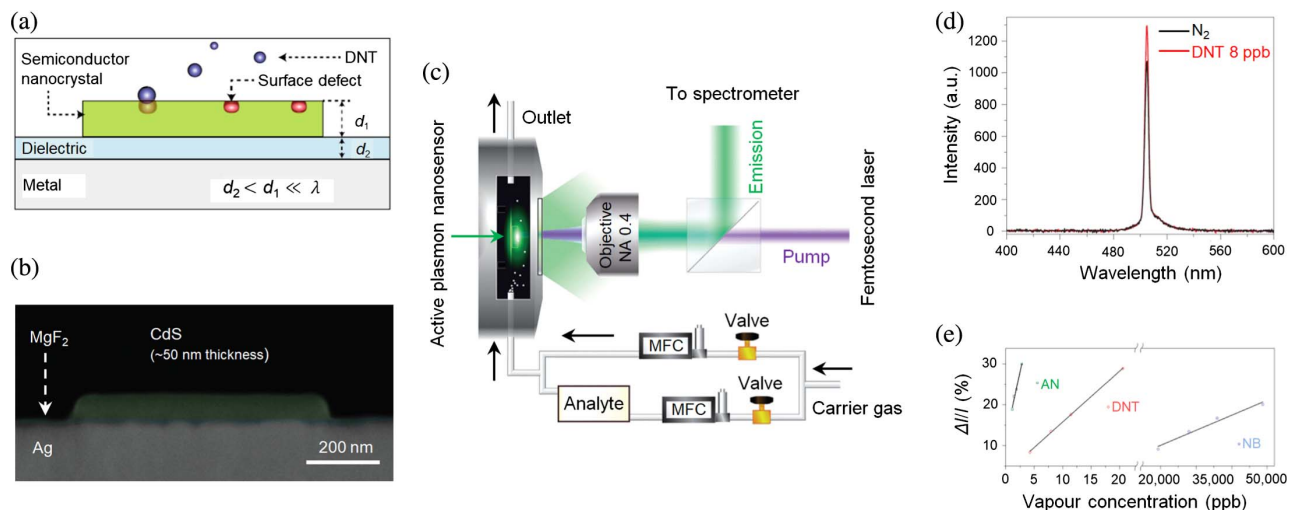 (a)
Semiconductor
nanocrystal
DNT
Surface defect
d1
Dielectric
d2
Metal
d2 < d1 ≪ λ
(b)
MgF2
CdS
(~50 nm thickness)
Ag
200 nm
(c)
Outlet
To spectrometer
Active plasmon nanosensor
Objective
NA 0.4
Emission
Pump
Femtosecond laser
Valve
MFC
Analyte
MFC
Valve
Carrier gas
(d)
N2
DNT 8 ppb
1200
1000
800
600
400
200
0
Intensity (a.u.)
400
450
500
550
600
Wavelength (nm)
(e)
30
20
10
ΔI/I (%)
AN
DNT
NB
0
5
10
15
20
20,000
35,000
50,000
Vapour concentration (ppb)